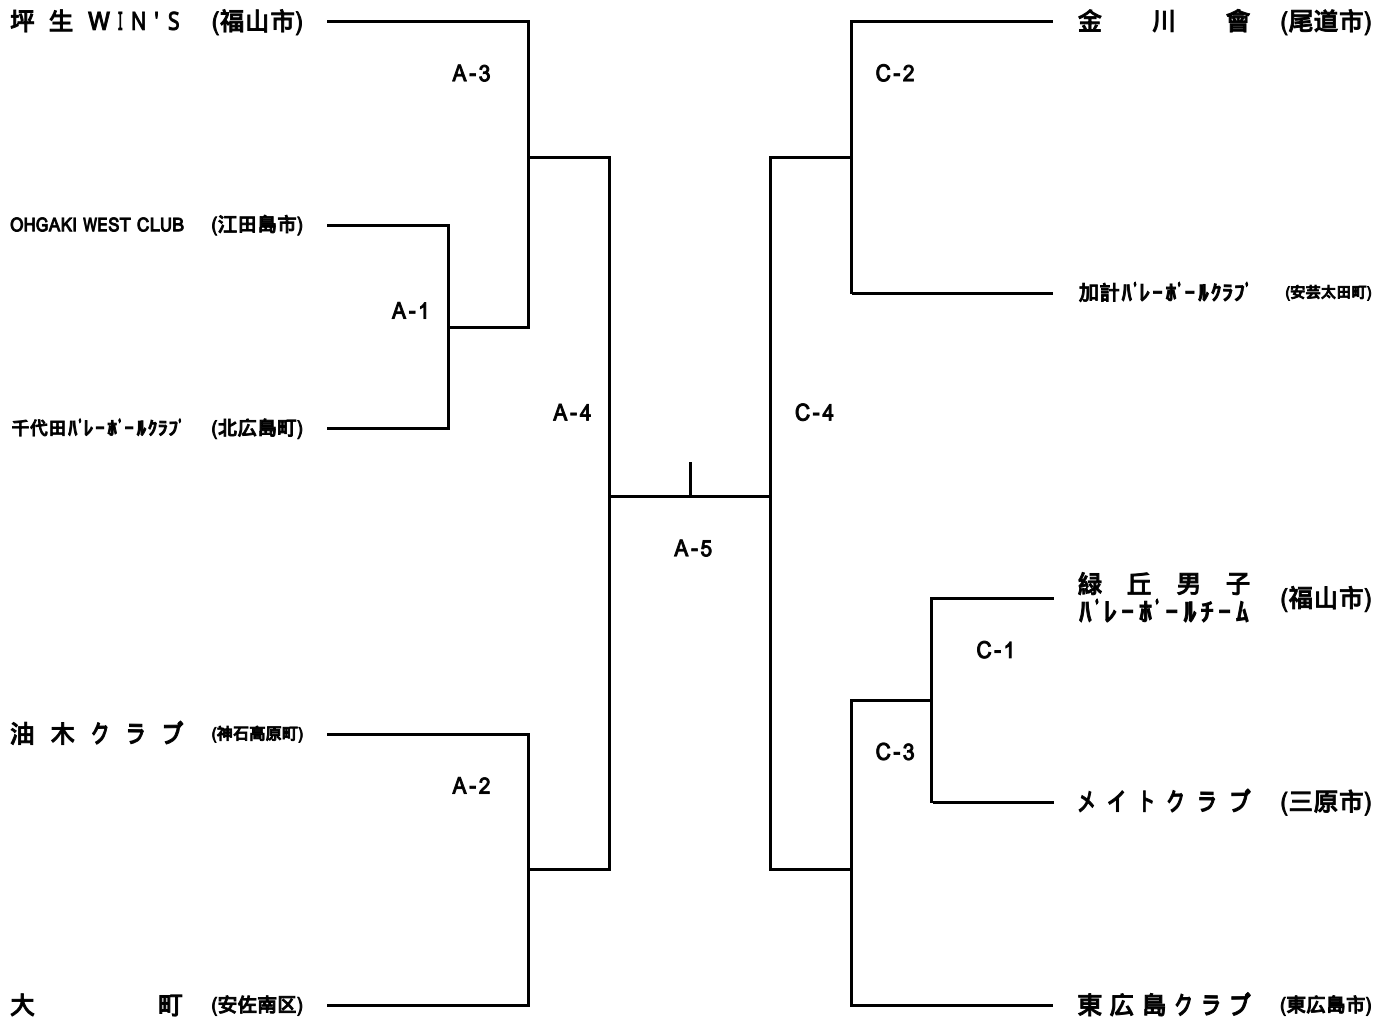 坪生WIN'S (福山市)
A-3
OHGAKI WEST CLUB (江田島市)
A-1
千代田バレーボールクラブ (北広島町)
A-4
油木クラブ (神石高原町)
A-2
大町 (安佐南区)
A-5
金川會 (尾道市)
C-2
加計バレーボールクラブ (安芸太田町)
C-4
緑丘男子
バレーボールチーム (福山市)
C-1
C-3
メイトクラブ (三原市)
東広島クラブ (東広島市)